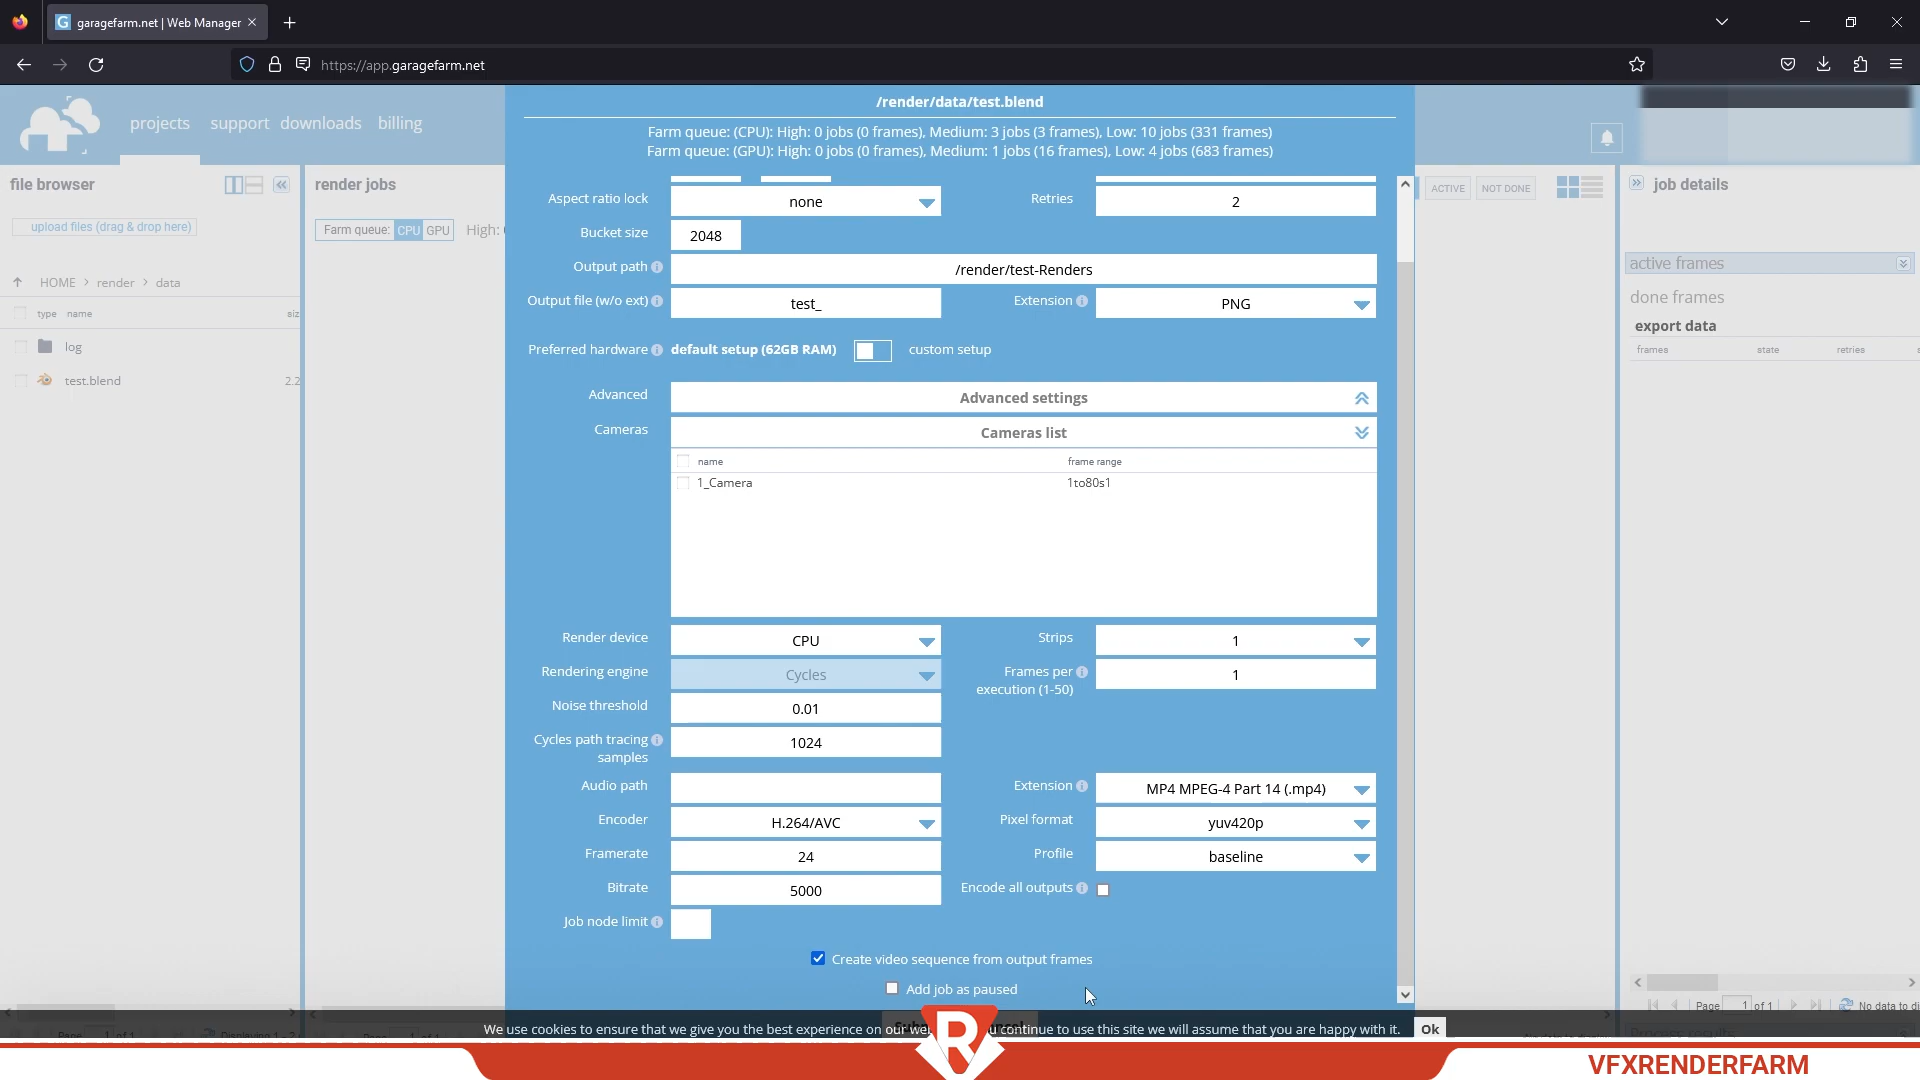 garagefarm.net | Web Manager
https://app.garagefarm.net
/render/data/test.blend
projects support downloads billing
Farm queue: (CPU): High: 0 jobs (0 frames), Medium: 3 jobs (3 frames), Low: 10 jobs (331 frames)
Farm queue: (GPU): High: 0 jobs (0 frames), Medium: 1 jobs (16 frames), Low: 4 jobs (683 frames)
file browser
render jobs
ACTIVE
NOT DONE
job details
upload files (drag & drop here)
Farm queue: CPU GPU High:
HOME > render > data
type name siz
log
test.blend 2.2
Aspect ratio lock none
Retries 2
Bucket size 2048
Output path /render/test-Renders
Output file (w/o ext) test_
Extension PNG
Preferred hardware default setup (62GB RAM) custom setup
Advanced Advanced settings
Cameras Cameras list
name frame range
1_Camera 1to80s1
Render device CPU
Strips 1
Rendering engine Cycles
Frames per
execution (1-50)
1
Noise threshold 0.01
Cycles path tracing
samples
1024
Audio path
Extension MP4 MPEG-4 Part 14 (.mp4)
Encoder H.264/AVC
Pixel format yuv420p
Framerate 24
Profile baseline
Bitrate 5000
Encode all outputs
Job node limit
Create video sequence from output frames
Add job as paused
active frames
done frames
export data
frames state retries s
Page 1 of 1 No data to di
We use cookies to ensure that we give you the best experience on our we continue to use this site we will assume that you are happy with it. Ok
R
VFXRENDERFARM